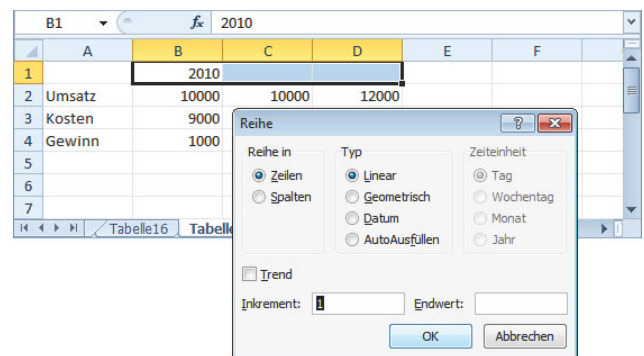 B1 fx 2010
A B C D E F
1 2010
2 Umsatz 10000 10000 12000
3 Kosten 9000
4 Gewinn 1000
5
6
7
Tabelle16 Tabelle
Reihe ?
Reihe in Typ Zeiteinheit
Zeilen Linear Tag
Spalten Geometrisch Wochentag
Datum Monat
AutoAusfüllen Jahr
Trend
Inkrement: 1 Endwert:
OK Abbrechen